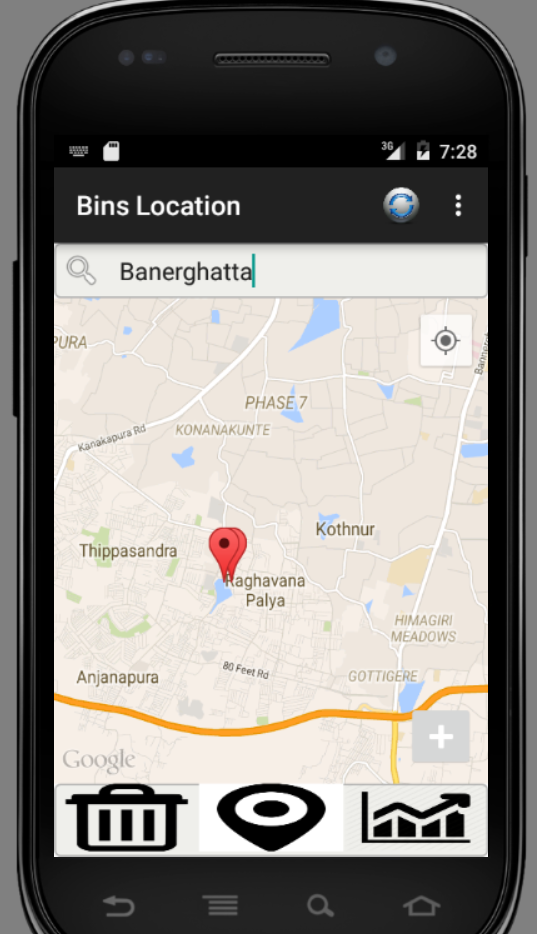 3G 7:28
Bins Location
Banerghatta
PURA
PHASE 7
KONANAKUNTE
Kanakapura Rd
Kothnur
Thippasandra
Raghavana
Palya
HIMAGIRI
MEADOWS
Anjanapura
80 Feet Rd
GOTTIGERE
Google